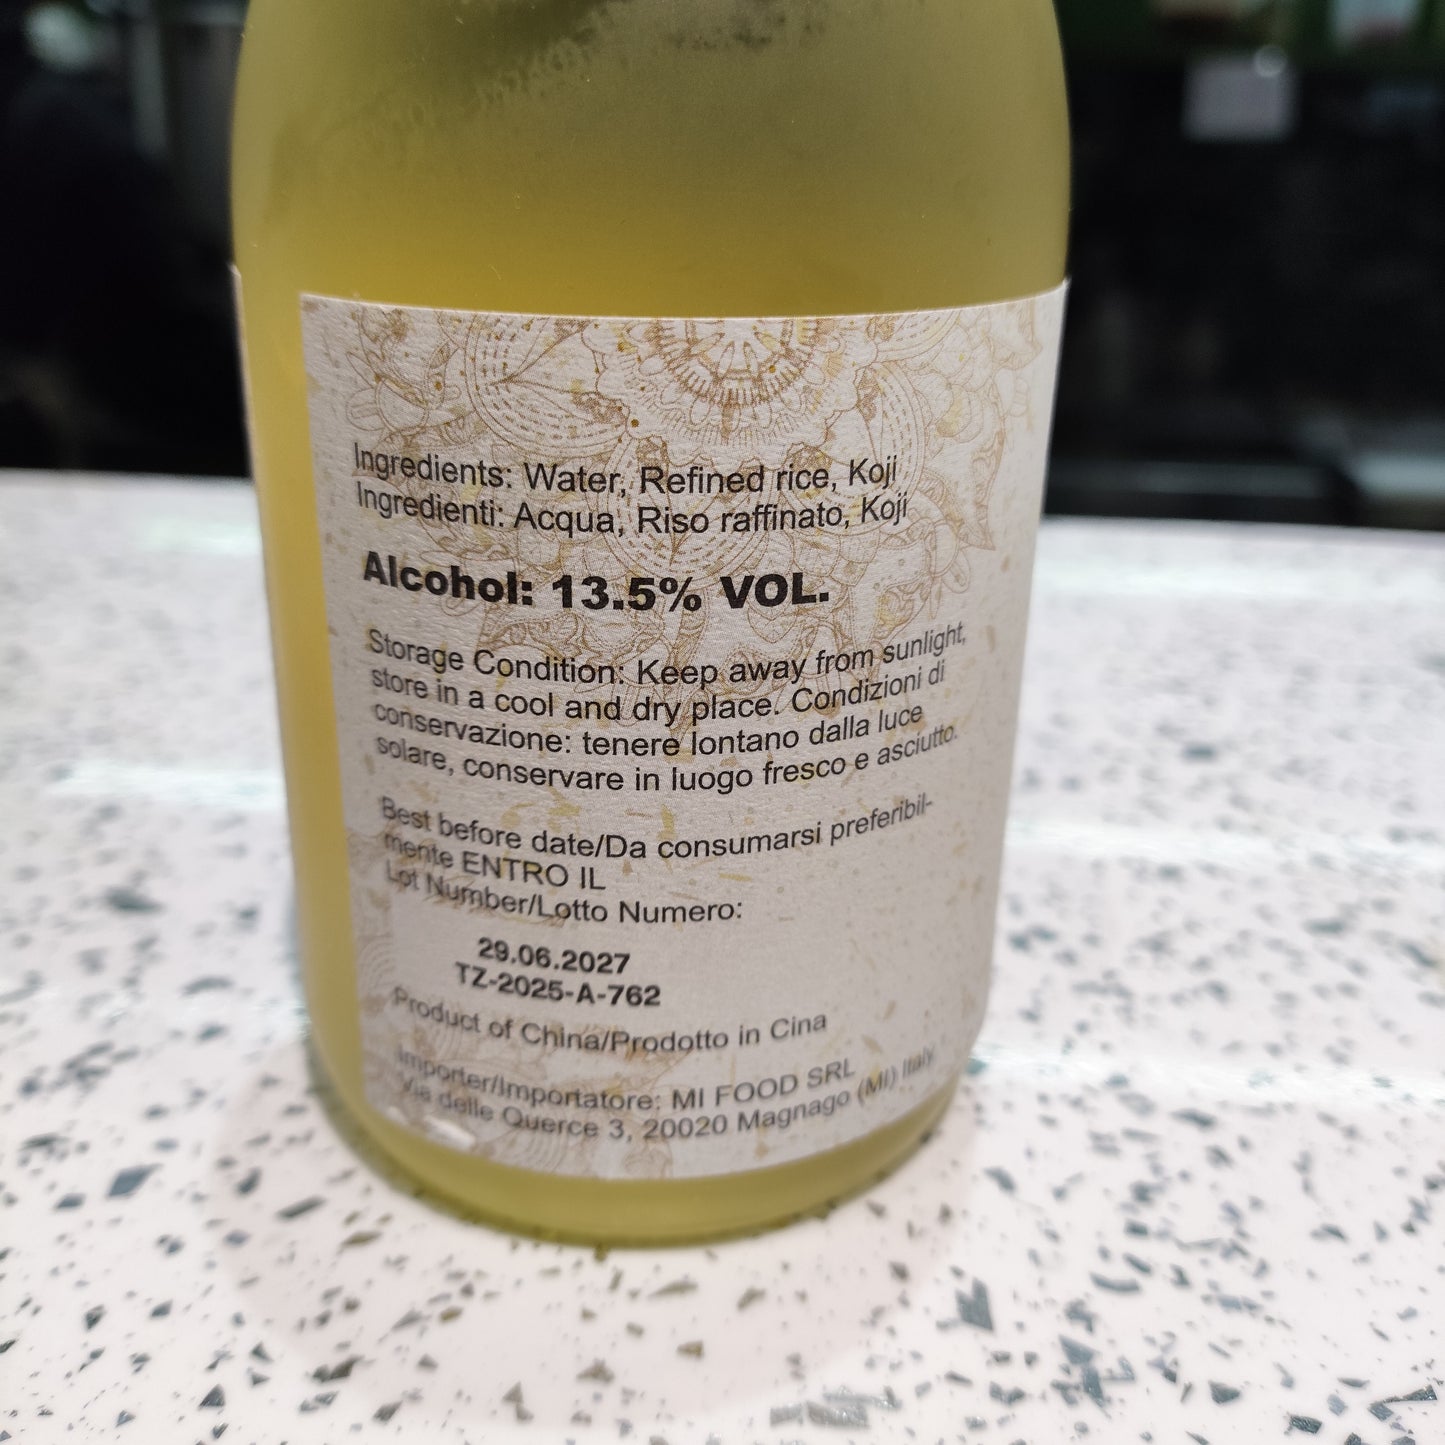 Ingredients: Water, Refined rice, Koji
Ingredienti: Acqua, Riso raffinato, Koji
Alcohol: 13.5% VOL.
Storage Condition: Keep away from sunlight,
store in a cool and dry place. Condizioni di
conservazione: tenere lontano dalla luce
solare, conservare in luogo fresco e asciutto.
Best before date/Da consumarsi preferibil-
mente ENTRO IL
Lot Number/Lotto Numero:
29.06.2027
TZ-2025-A-762
Product of China/Prodotto in Cina
Importer/Importatore: MI FOOD SRL
Via delle Querce 3, 20020 Magnago (MI) Italy